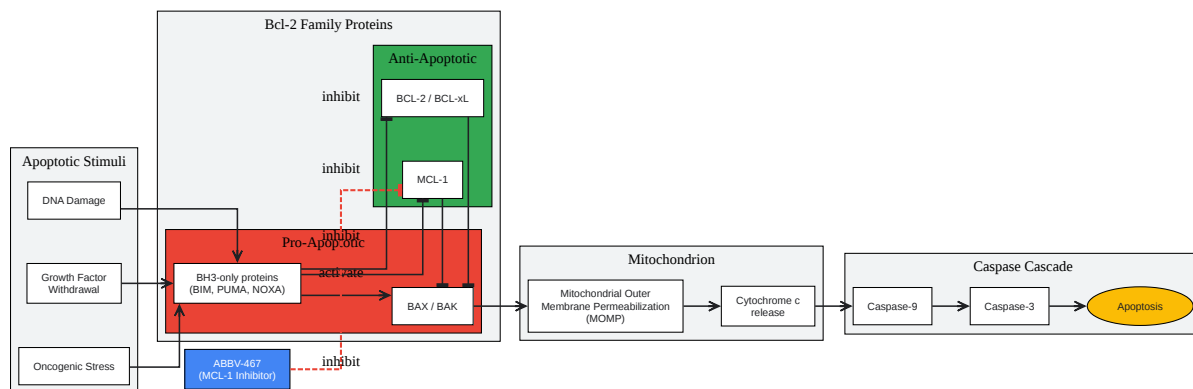 Bcl-2 Family Proteins
Anti-Apoptotic
BCL-2 / BCL-xL
inhibit
MCL-1
inhibit
Apoptotic Stimuli
DNA Damage
Growth Factor
Withdrawal
Oncogenic Stress
inhibit
Pro-Apoptotic
activate
BH3-only proteins
(BIM, PUMA, NOXA)
BAX / BAK
inhibit
ABBV-467
(MCL-1 Inhibitor)
Mitochondrion
Mitochondrial Outer
Membrane Permeabilization
(MOMP)
Cytochrome c
release
Caspase Cascade
Caspase-9
Caspase-3
Apoptosis